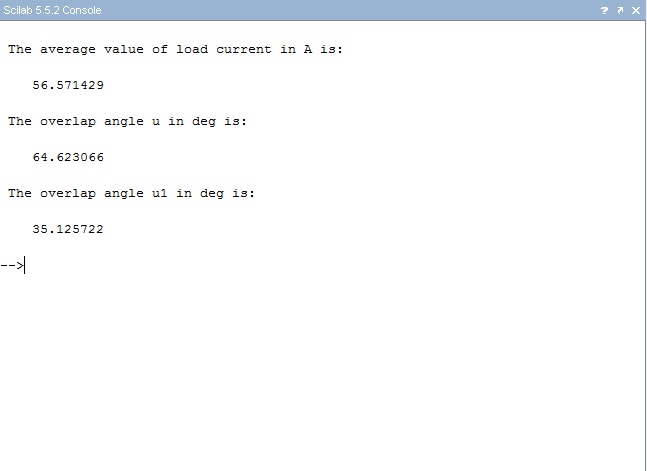 Scilab 5.5.2 Console
? ↗ ✕
The average value of load current in A is:
56.571429
The overlap angle u in deg is:
64.623066
The overlap angle u1 in deg is:
35.125722
-->